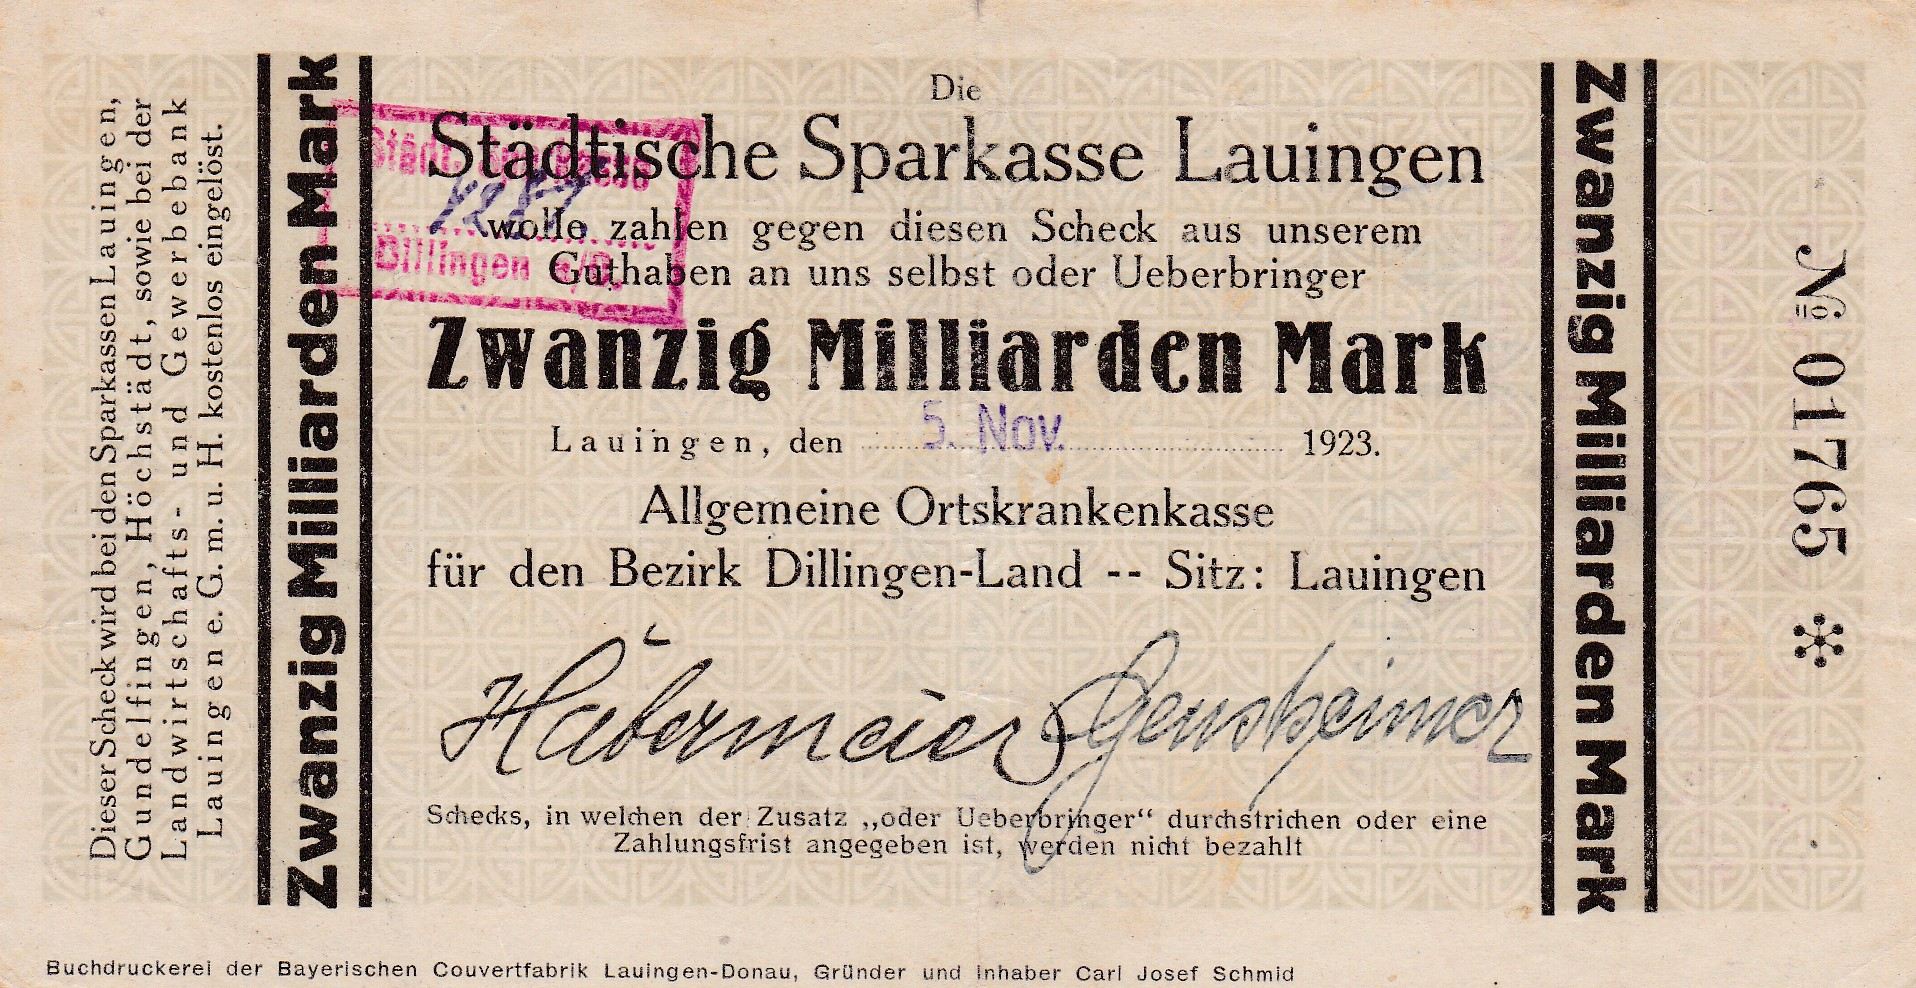 Dieser Scheck wird bei den Sparkassen Lauingen,
Gundelfingen, Höchstädt, sowie bei der
Landwirtschafts- und Gewerbebank
Lauingen e. G. m. u. H. kostenlos eingelöst.
Zwanzig Milliarden Mark
Die
Städtische Sparkasse Lauingen
wolle zahlen gegen diesen Scheck aus unserem
Guthaben an uns selbst oder Ueberbringer
Zwanzig Milliarden Mark
Lauingen, den 5. Nov. 1923.
Allgemeine Ortskrankenkasse
für den Bezirk Dillingen-Land -- Sitz: Lauingen
Habermeier Gensheimer
Schecks, in welchen der Zusatz „oder Ueberbringer“ durchstrichen oder eine
Zahlungsfrist angegeben ist, werden nicht bezahlt
Zwanzig Milliarden Mark
№ 01765 *
Dillingen
Buchdruckerei der Bayerischen Couvertfabrik Lauingen-Donau, Gründer und Inhaber Carl Josef Schmid